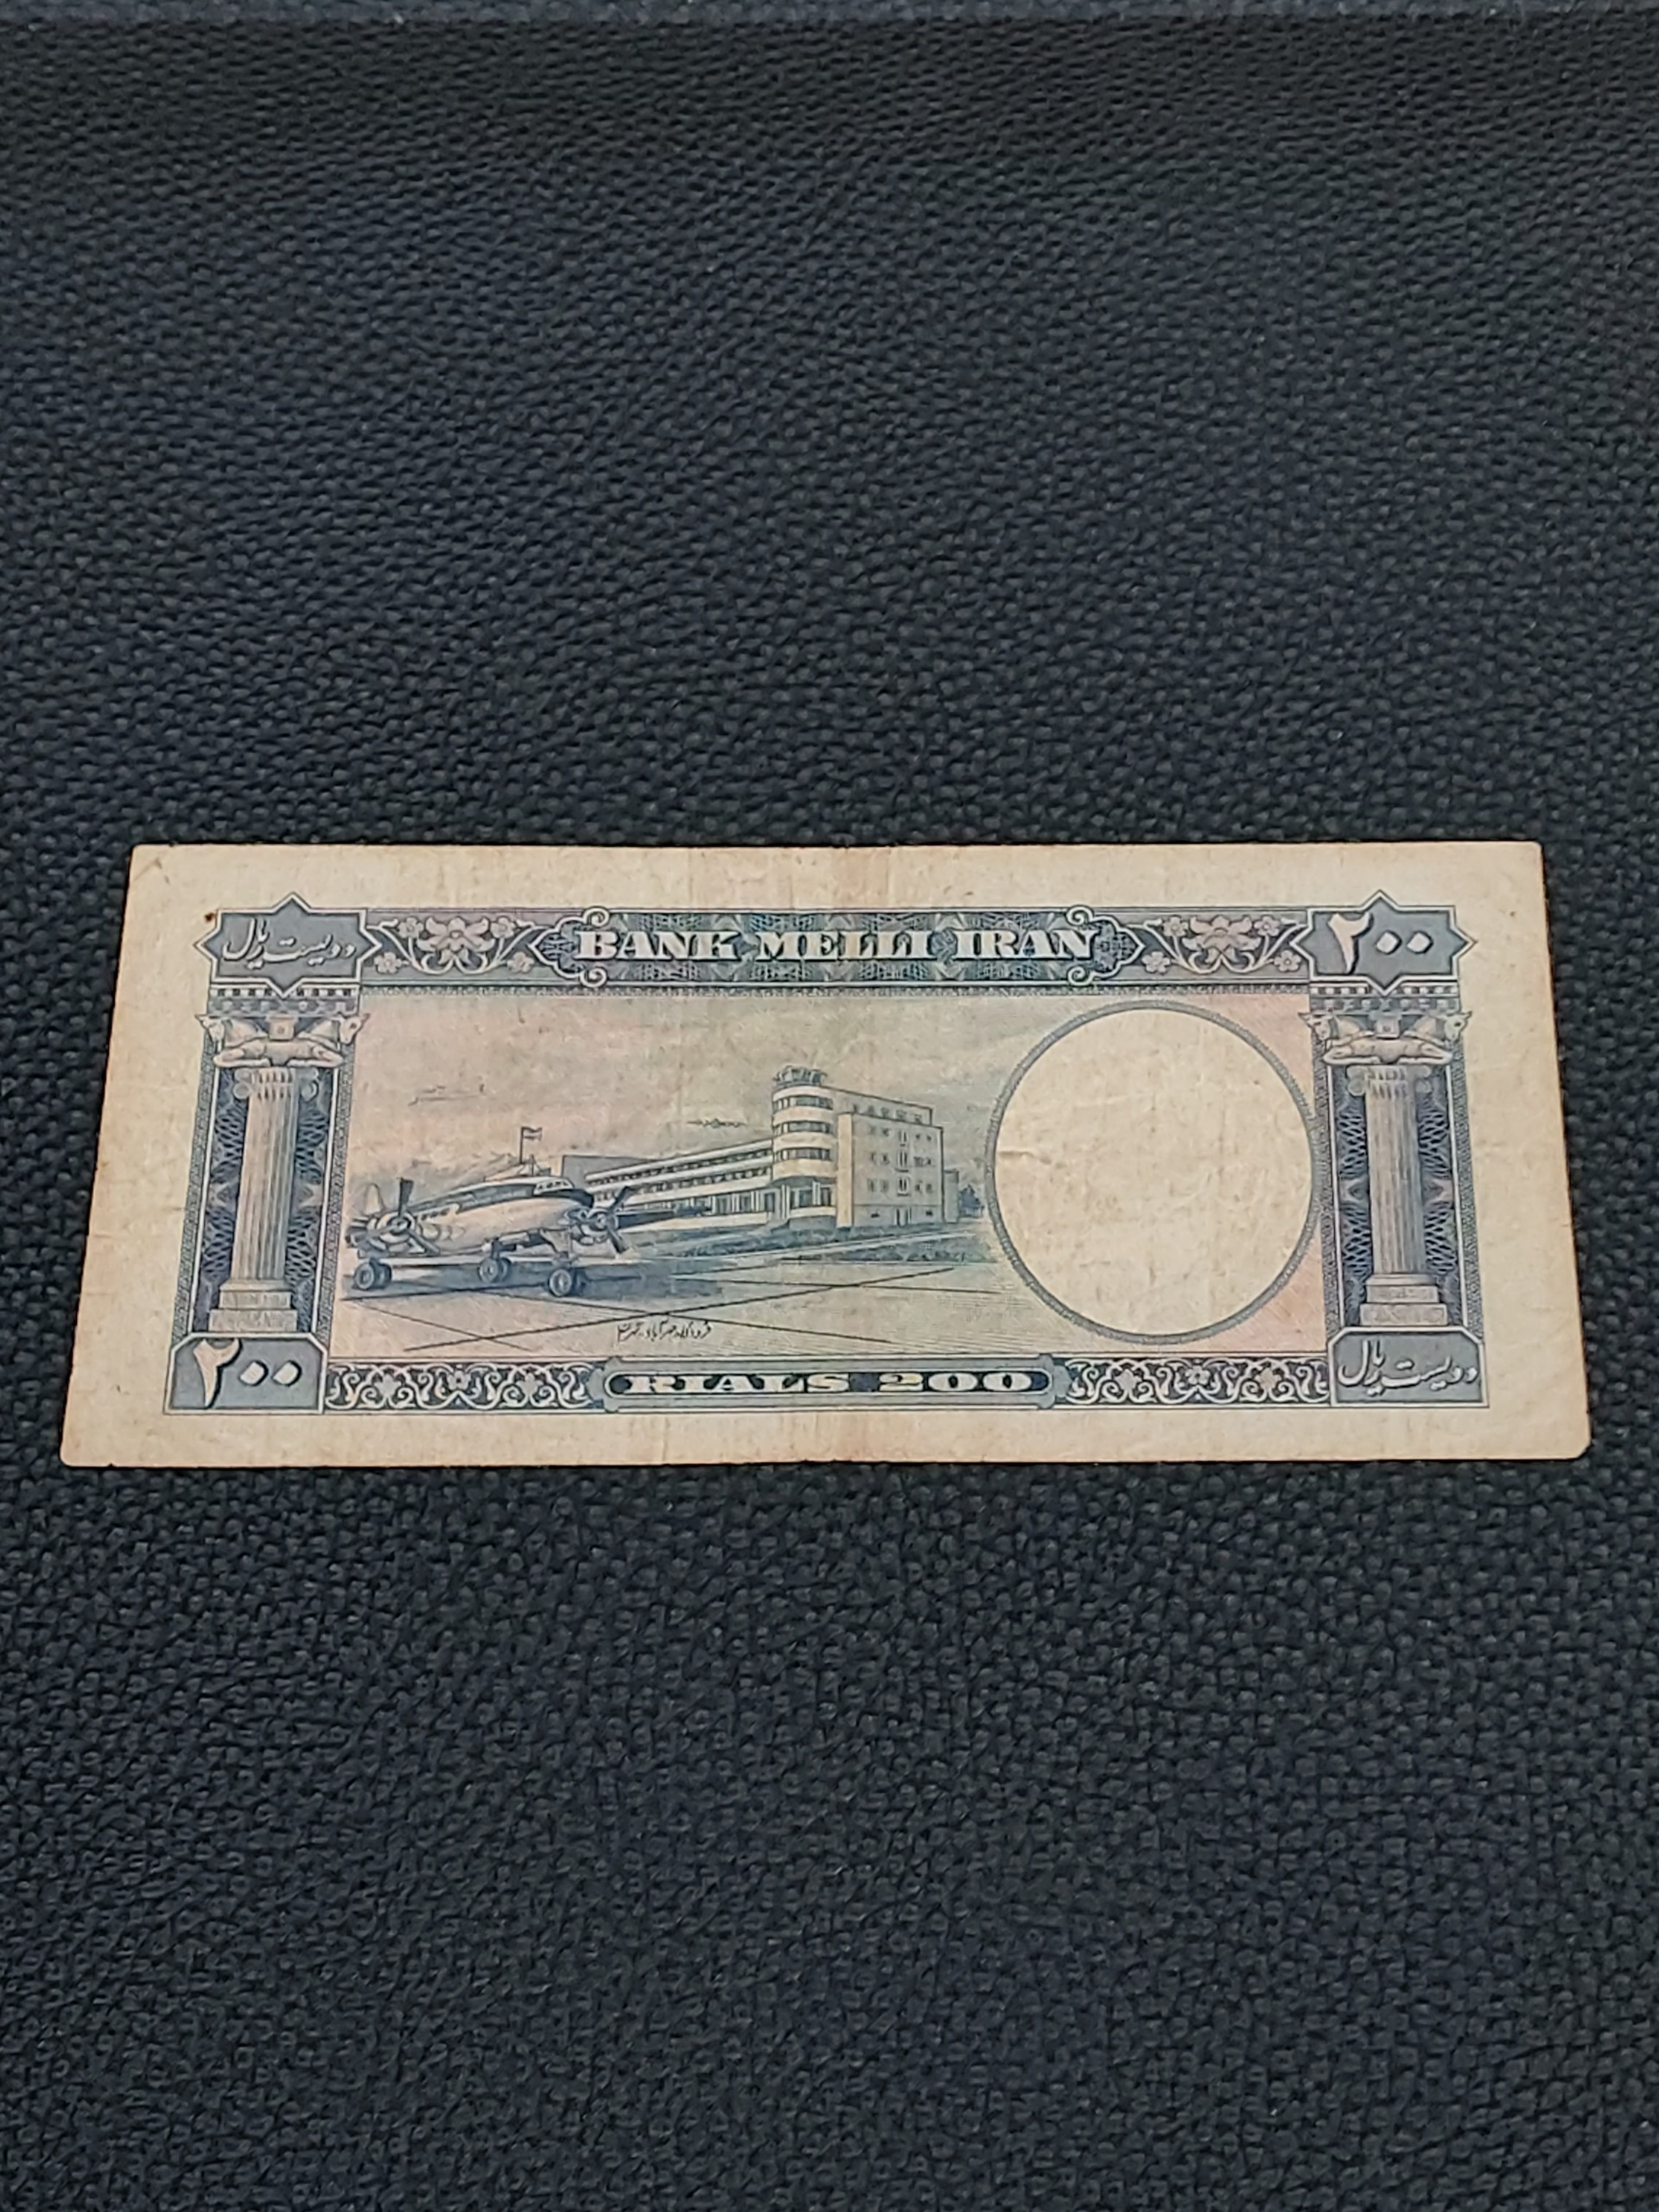 دویست ریال
BANK MELLI IRAN
۲۰۰
فرودگاه مهرآباد - تهران
۲۰۰
RIALS 200
دویست ریال